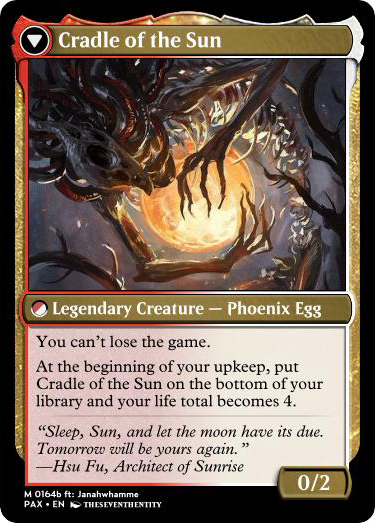 Cradle of the Sun
Legendary Creature — Phoenix Egg
You can't lose the game.
At the beginning of your upkeep, put
Cradle of the Sun on the bottom of your
library and your life total becomes 4.
"Sleep, Sun, and let the moon have its due.
Tomorrow will be yours again."
—Hsu Fu, Architect of Sunrise
0/2
M 0164b ft: Janahwhamme
PAX • EN THESEVENTHENTITY